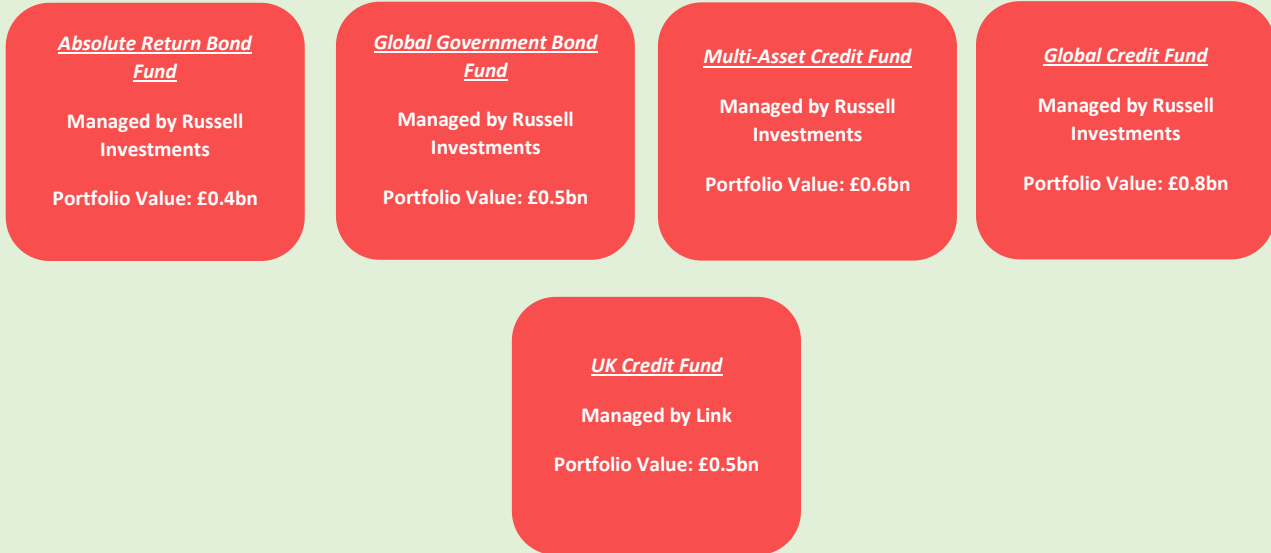 Absolute Return Bond
Fund
Managed by Russell
Investments
Portfolio Value: £0.4bn
Global Government Bond
Fund
Managed by Russell
Investments
Portfolio Value: £0.5bn
Multi-Asset Credit Fund
Managed by Russell
Investments
Portfolio Value: £0.6bn
Global Credit Fund
Managed by Russell
Investments
Portfolio Value: £0.8bn
UK Credit Fund
Managed by Link
Portfolio Value: £0.5bn